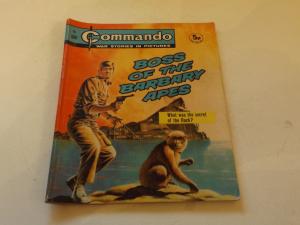 Commando
WAR STORIES IN PICTURES
5p
BOSS
OF THE
BARBARY
APES
What was the secret
of the Rock?